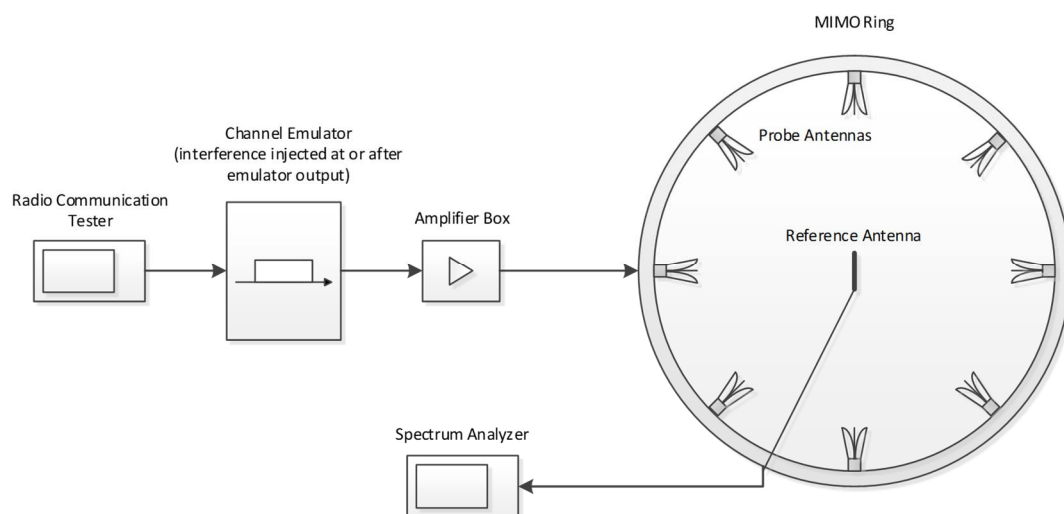 MIMO Ring
Channel Emulator
(interference injected at or after
emulator output)
Radio Communication
Tester
Amplifier Box
Probe Antennas
Reference Antenna
Spectrum Analyzer